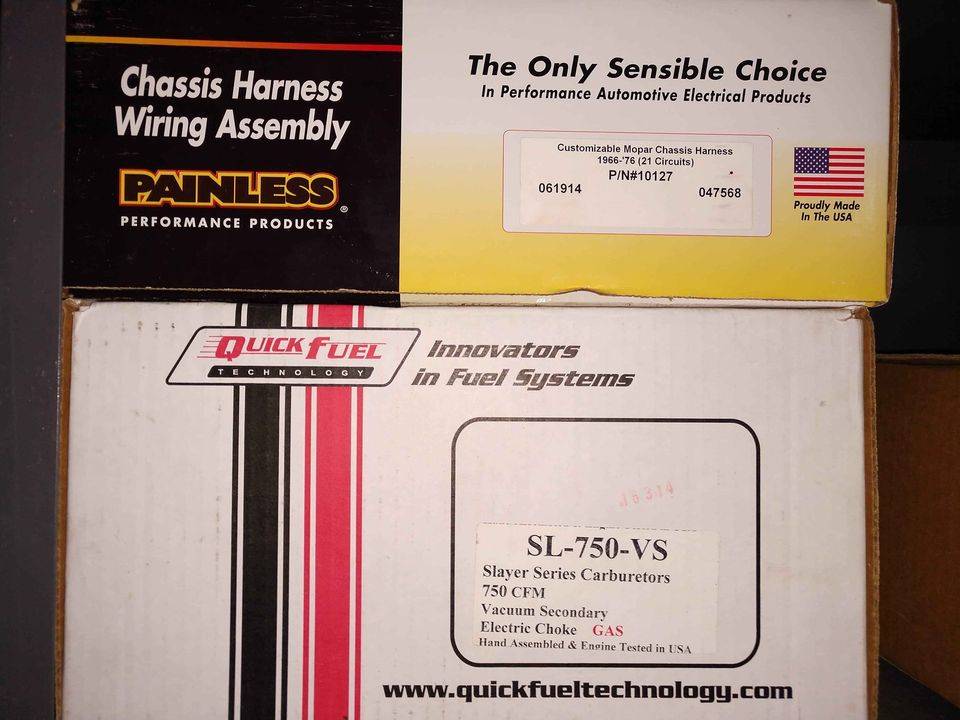 Chassis Harness
Wiring Assembly
PAINLESS®
PERFORMANCE PRODUCTS
The Only Sensible Choice
In Performance Automotive Electrical Products
Customizable Mopar Chassis Harness
1966-'76 (21 Circuits)
P/N#10127
061914 047568
Proudly Made
In The USA
QUICK FUEL
TECHNOLOGY
Innovators
in Fuel Systems
SL-750-VS
Slayer Series Carburetors
750 CFM
Vacuum Secondary
Electric Choke GAS
Hand Assembled & Engine Tested in USA
www.quickfueltechnology.com